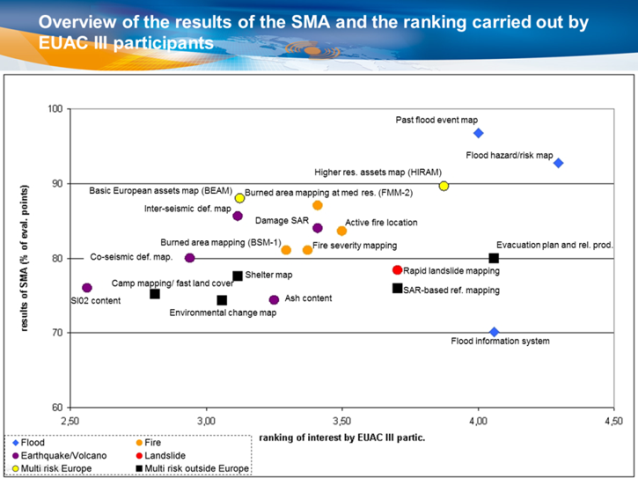 Overview of the results of the SMA and the ranking carried out by
EUAC III participants
100
Past flood event map
Flood hazard/risk map
Higher res. assets map (HIRAM)
90
Basic European assets map (BEAM)
Burned area mapping at med res. (FMM-2)
Inter-seismic def. map
Damage SAR
Active fire location
Burned area mapping (BSM-1)
Fire severity mapping
Evacuation plan and rel. prod.
Co-seismic def. map.
80
Rapid landslide mapping
Shelter map
Camp mapping/ fast land cover
SAR-based ref. mapping
SI02 content
Ash content
Environmental change map
70
Flood information system
60
results of SMA (% of eval. points)
2,50
3,00
3,50
4,00
4,50
ranking of interest by EUAC III partic.
Flood
Fire
Earthquake/Volcano
Landslide
Multi risk Europe
Multi risk outside Europe